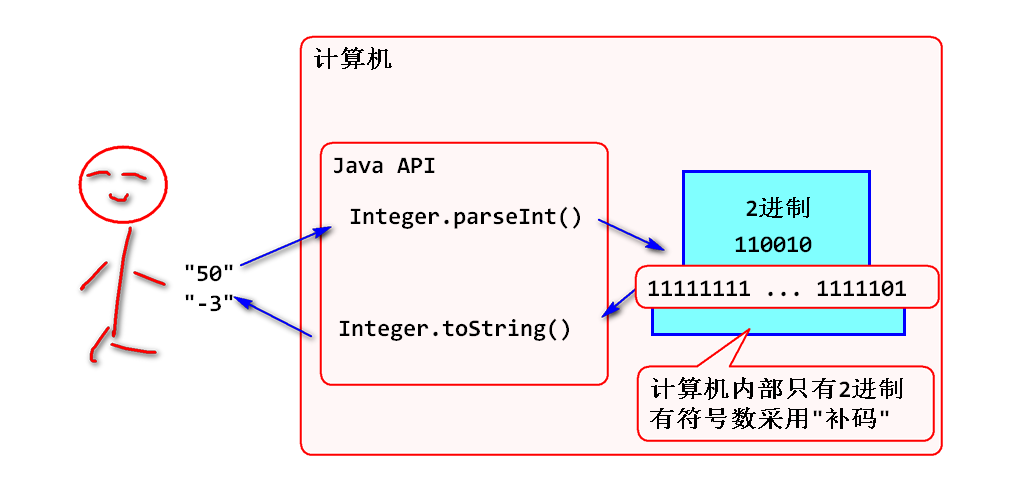 计算机
Java API
Integer.parseInt()
2进制
110010
"50"
"-3"
11111111 ... 1111101
Integer.toString()
计算机内部只有2进制
有符号数采用"补码"